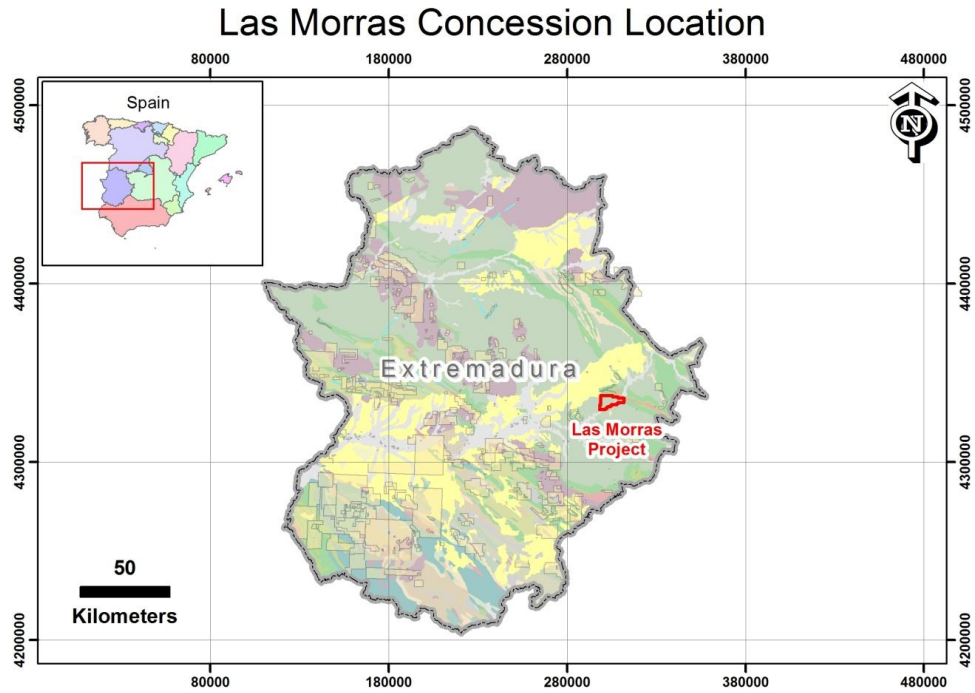 Las Morras Concession Location
80000 180000 280000 380000 480000
4500000 4500000
Spain
N
4400000 4400000
Extremadura
Las Morras
Project
4300000 4300000
50
Kilometers
4200000 4200000
80000 180000 280000 380000 480000